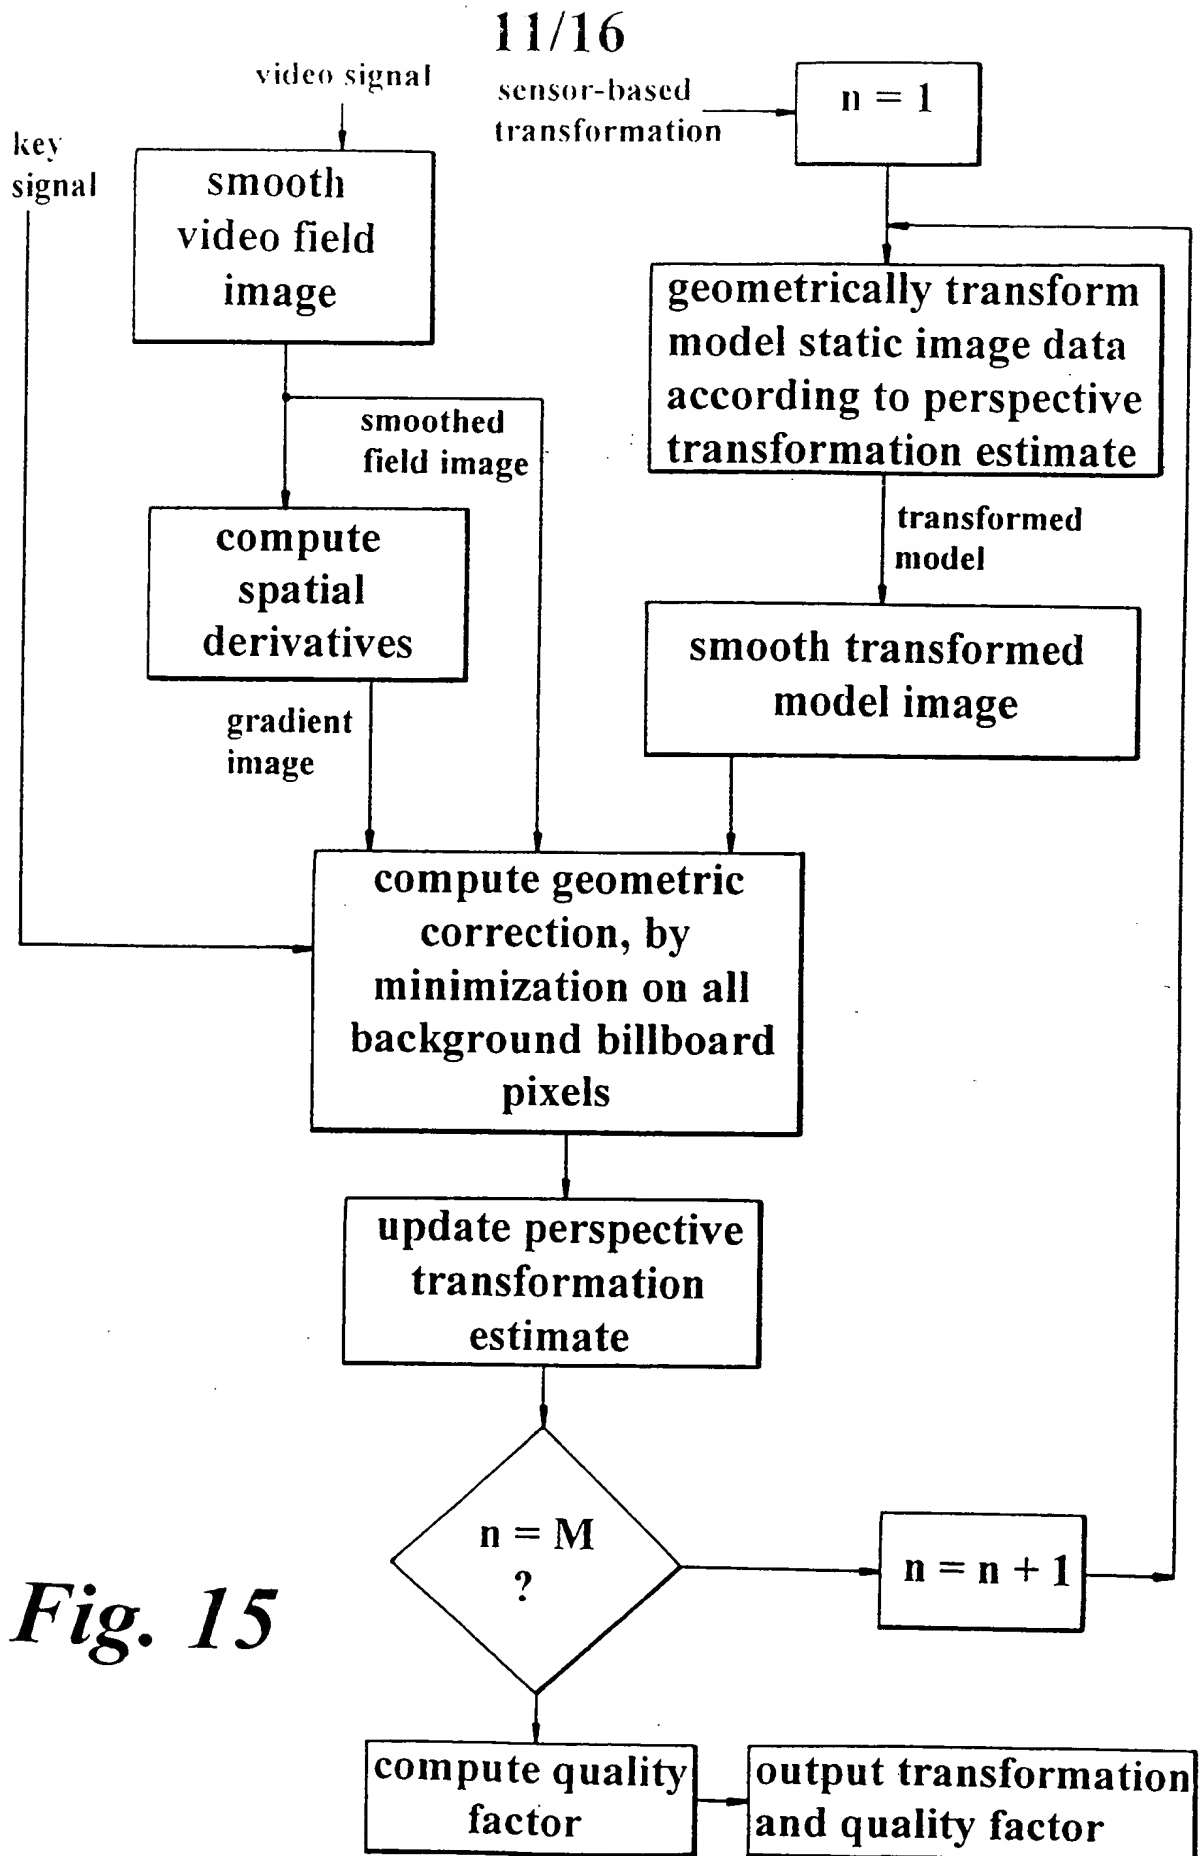 11/16
video signal
sensor-based
transformation
n = 1
key
signal
smooth
video field
image
geometrically transform
model static image data
according to perspective
transformation estimate
smoothed
field image
transformed
model
compute
spatial
derivatives
smooth transformed
model image
gradient
image
compute geometric
correction, by
minimization on all
background billboard
pixels
update perspective
transformation
estimate
n = M
?
n = n + 1
Fig. 15
compute quality
factor
output transformation
and quality factor